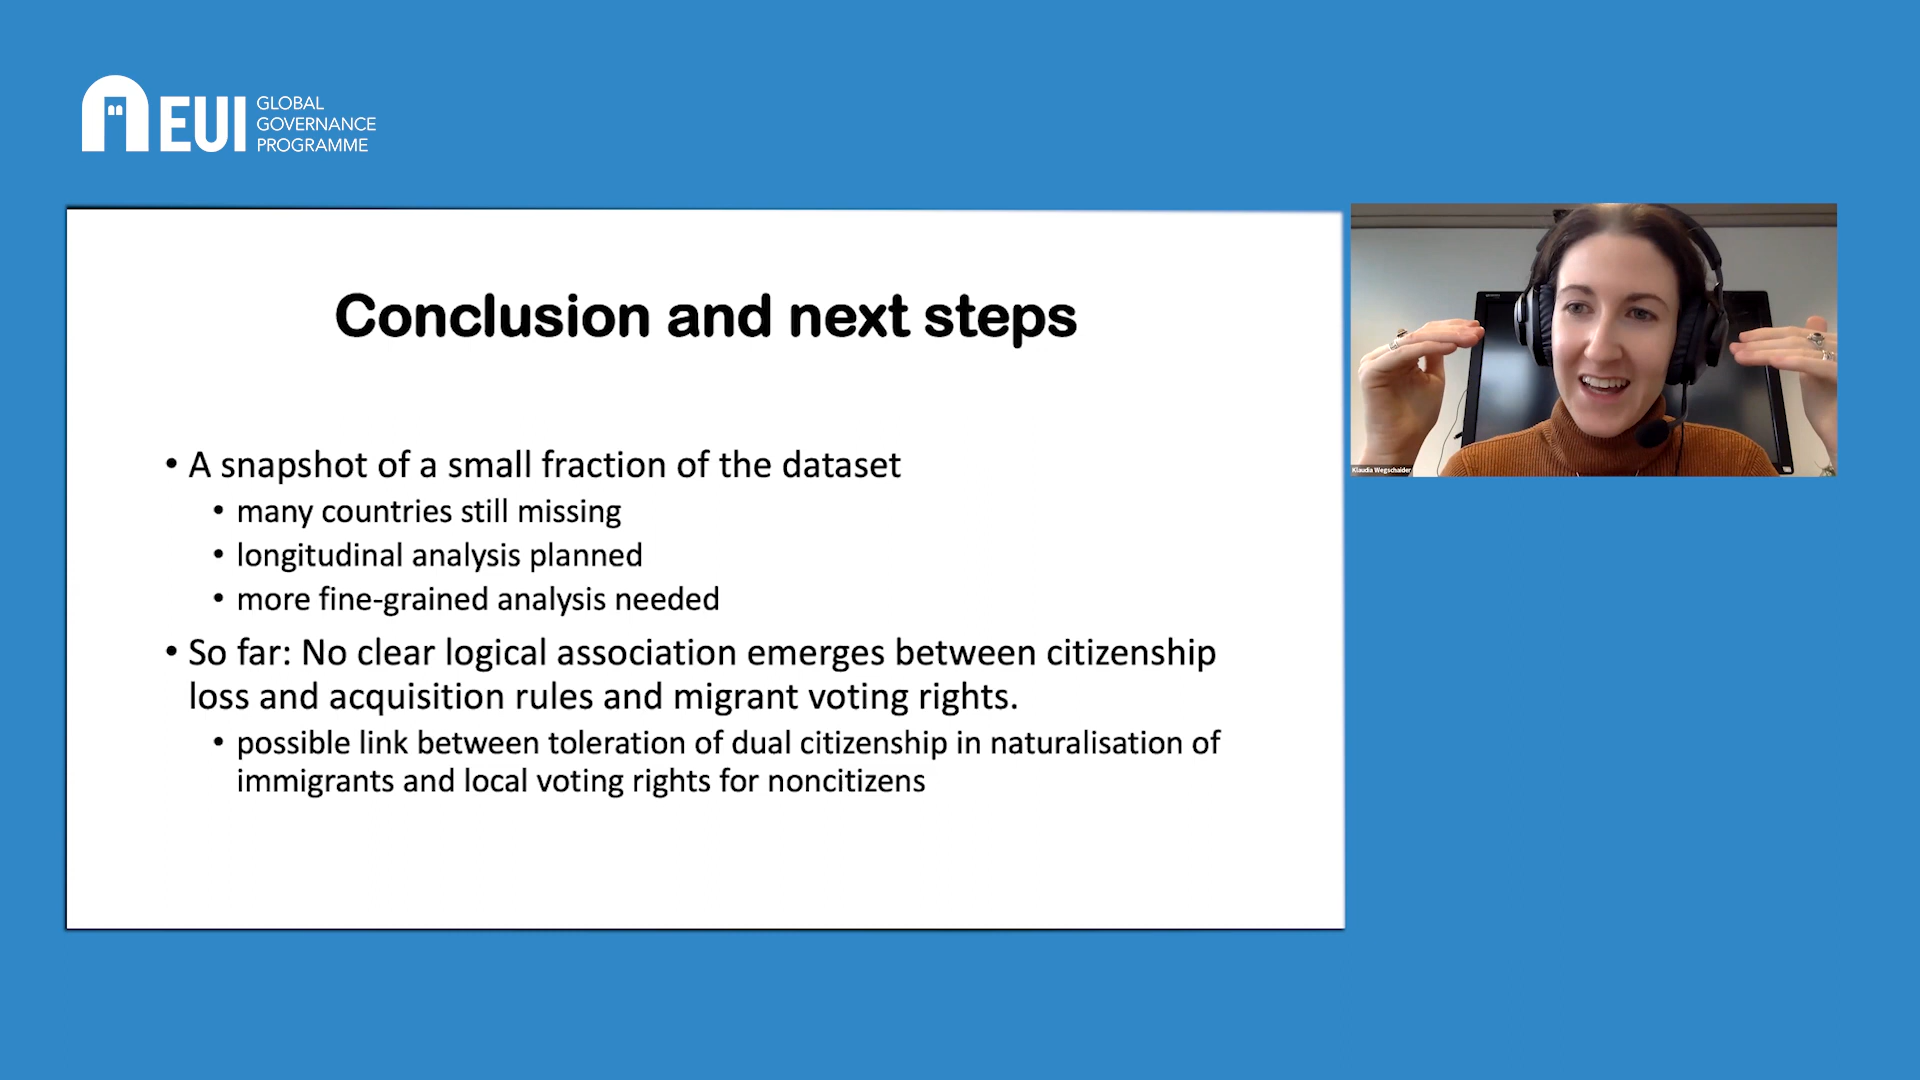 EUI
GLOBAL
GOVERNANCE
PROGRAMME
Conclusion and next steps
• A snapshot of a small fraction of the dataset
• many countries still missing
• longitudinal analysis planned
• more fine-grained analysis needed
• So far: No clear logical association emerges between citizenship
loss and acquisition rules and migrant voting rights.
• possible link between toleration of dual citizenship in naturalisation of
immigrants and local voting rights for noncitizens
Klaudia Wegschaider